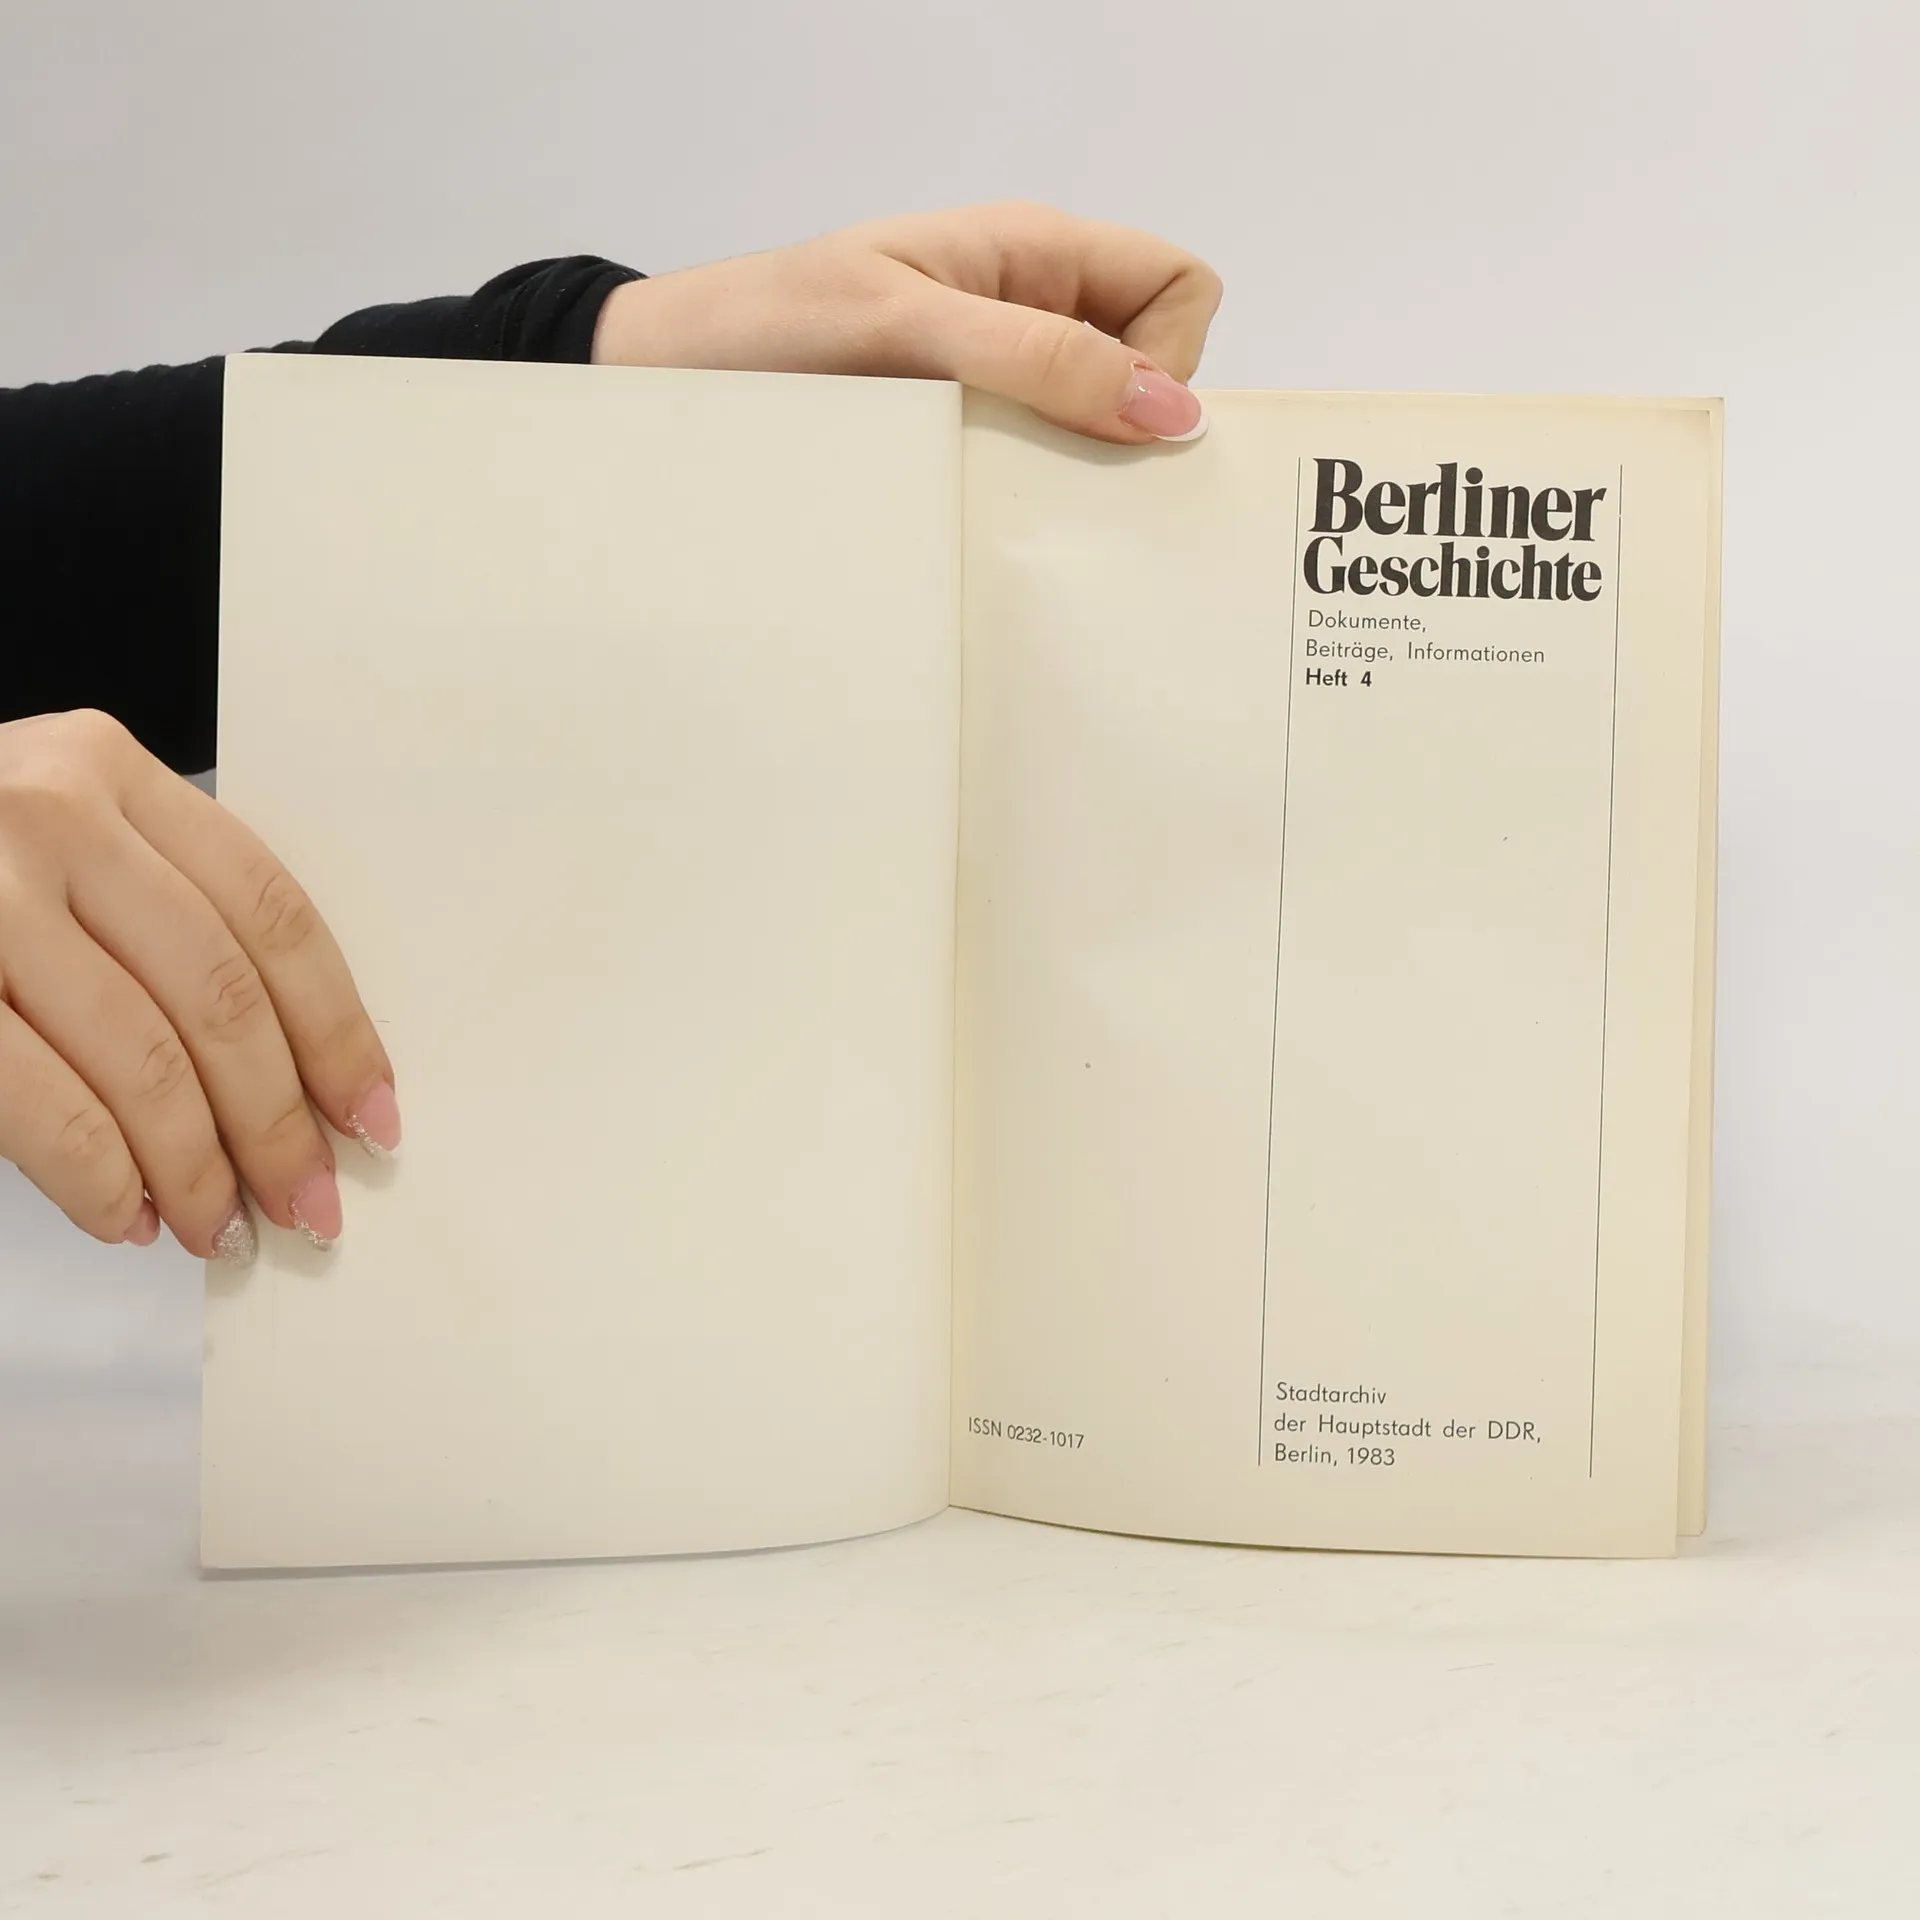 Berliner
Geschichte
Dokumente,
Beiträge, Informationen
Heft 4
Stadtarchiv
der Hauptstadt der DDR,
Berlin, 1983
ISSN 0232-1017